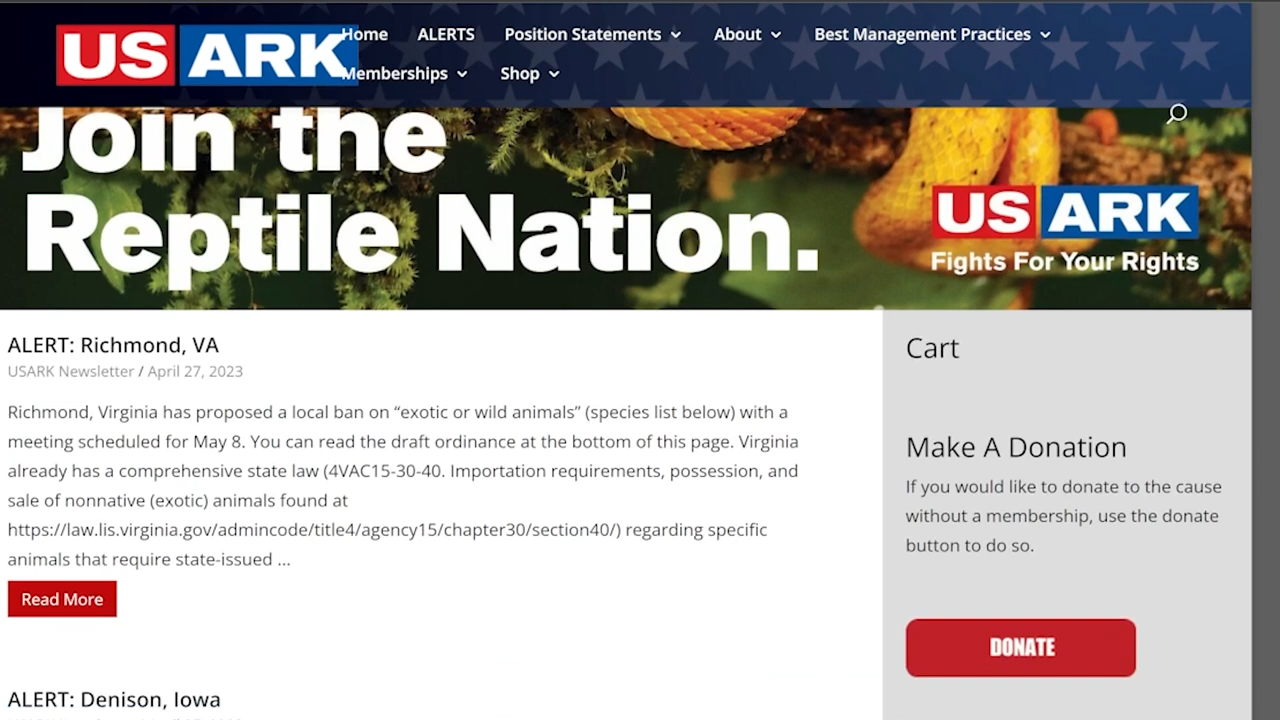 US ARK
Home ALERTS Position Statements About Best Management Practices
Memberships Shop
Join the
Reptile Nation.
US ARK
Fights For Your Rights
ALERT: Richmond, VA
USARK Newsletter / April 27, 2023
Richmond, Virginia has proposed a local ban on “exotic or wild animals” (species list below) with a
meeting scheduled for May 8. You can read the draft ordinance at the bottom of this page. Virginia
already has a comprehensive state law (4VAC15-30-40. Importation requirements, possession, and
sale of nonnative (exotic) animals found at
https://law.lis.virginia.gov/admincode/title4/agency15/chapter30/section40/) regarding specific
animals that require state-issued ...
Read More
ALERT: Denison, Iowa
Cart
Make A Donation
If you would like to donate to the cause
without a membership, use the donate
button to do so.
DONATE